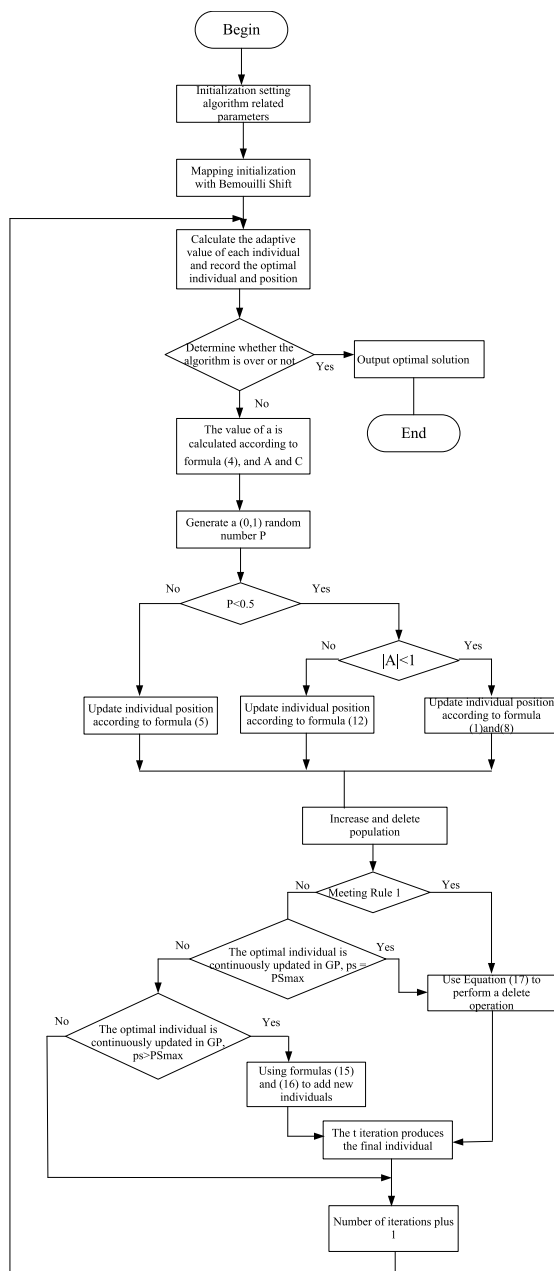 Begin
Initialization setting
algorithm related
parameters
Mapping initialization
with Bemouilli Shift
Calculate the adaptive
value of each individual
and record the optimal
individual and position
Determine whether the
algorithm is over or not
Yes
Output optimal solution
No
End
The value of a is
calculated according to
formula (4), and A and C
Generate a (0,1) random
number P
No
Yes
P<0.5
No
Yes
|A|<1
Update individual position
according to formula (5)
Update individual position
according to formula (12)
Update individual position
according to formula
(1)and(8)
Increase and delete
population
No
Yes
Meeting Rule 1
No
The optimal individual is
continuously updated in GP, ps =
PSmax
Yes
Use Equation (17) to
perform a delete
operation
No
The optimal individual is
continuously updated in GP,
ps>PSmax
Yes
Using formulas (15)
and (16) to add new
individuals
The t iteration produces
the final individual
Number of iterations plus
1